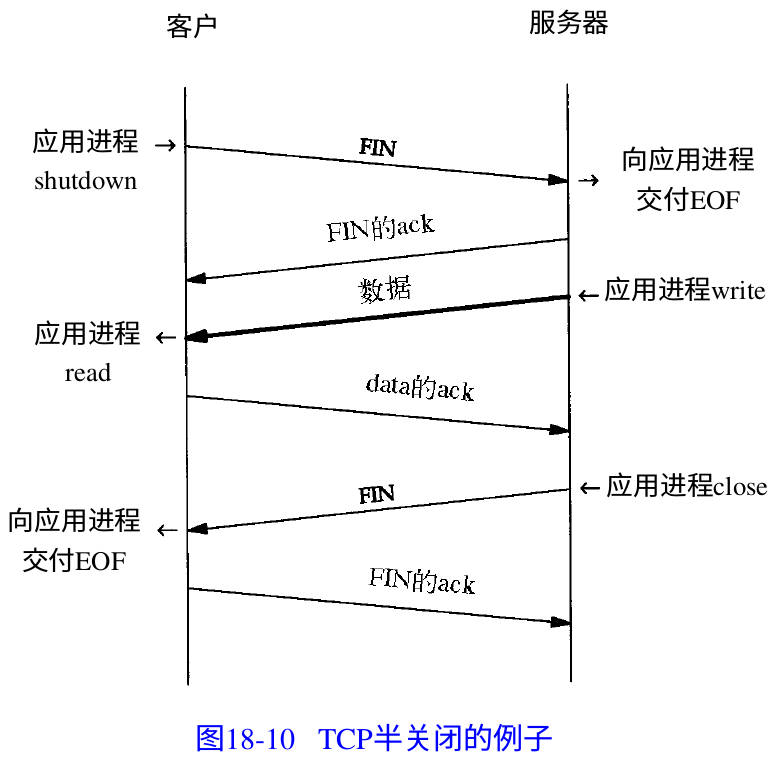 客户
服务器
应用进程 →
shutdown
FIN
→ 向应用进程
交付EOF
FIN的ack
数据
← 应用进程write
应用进程 ←
read
data的ack
FIN
← 应用进程close
向应用进程 ←
交付EOF
FIN的ack
图18-10 TCP半关闭的例子